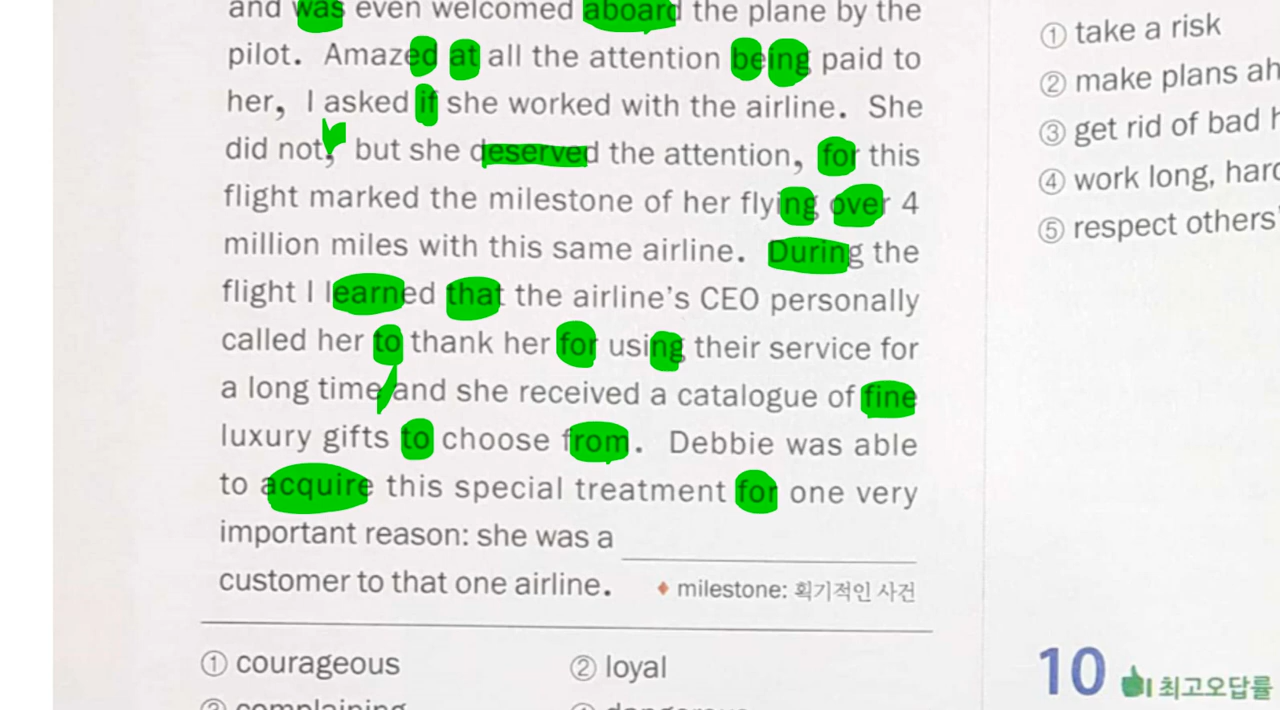 and was even welcomed aboard the plane by the
pilot. Amazed at all the attention being paid to
her, I asked if she worked with the airline. She
did not, but she deserved the attention, for this
flight marked the milestone of her flying over 4
million miles with this same airline. During the
flight I learned that the airline's CEO personally
called her to thank her for using their service for
a long time and she received a catalogue of fine
luxury gifts to choose from. Debbie was able
to acquire this special treatment for one very
important reason: she was a
customer to that one airline.
♦ milestone: 획기적인 사건
① courageous ② loyal
③ complaining ④ dangerous
① take a risk
② make plans ah
③ get rid of bad h
④ work long, hard
⑤ respect others'
10 최고오답률